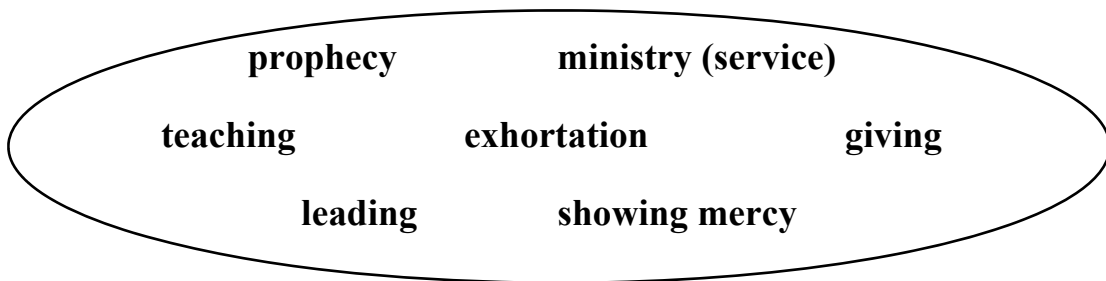 prophecy ministry (service)
teaching exhortation giving
leading showing mercy